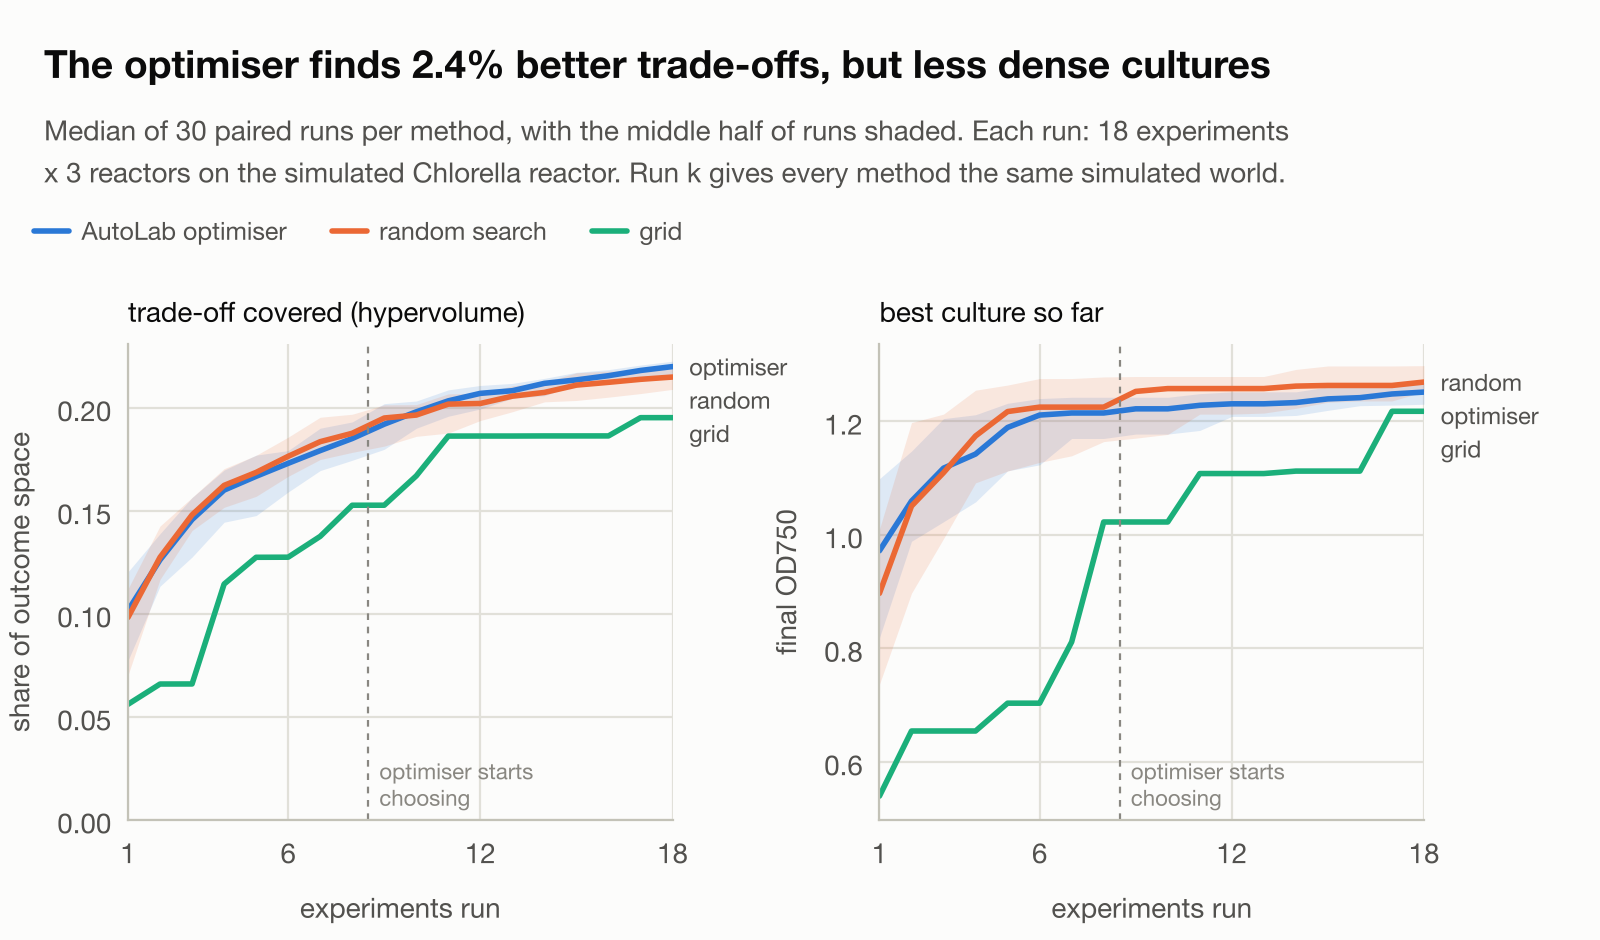 The optimiser finds 2.4% better trade-offs, but less dense cultures
Median of 30 paired runs per method, with the middle half of runs shaded. Each run: 18 experiments
x 3 reactors on the simulated Chlorella reactor. Run k gives every method the same simulated world.
AutoLab optimiser random search grid
trade-off covered (hypervolume)
share of outcome space
0.20
0.15
0.10
0.05
0.00
optimiser
random
grid
optimiser starts
choosing
1 6 12 18
experiments run
best culture so far
final OD750
1.2
1.0
0.8
0.6
random
optimiser
grid
optimiser starts
choosing
1 6 12 18
experiments run